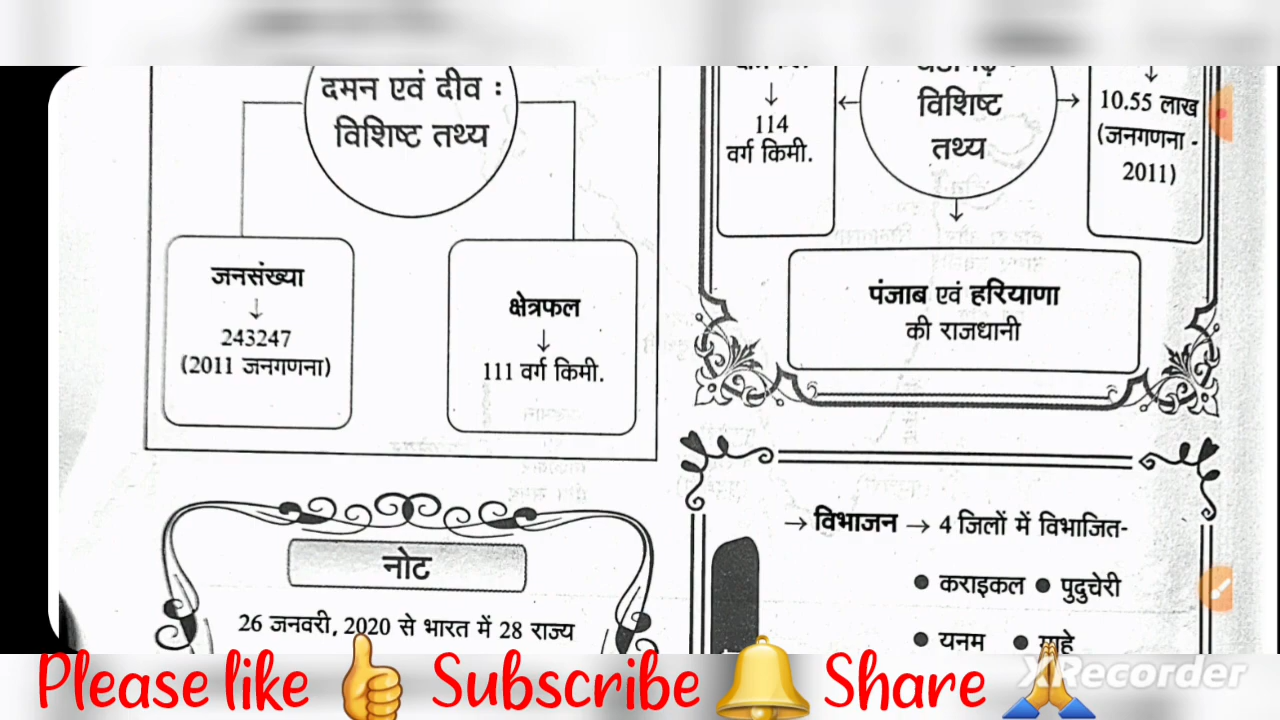 दमन एवं दीव :
विशिष्ट तथ्य
जनसंख्या
↓
243247
(2011 जनगणना)
क्षेत्रफल
↓
111 वर्ग किमी.
नोट
26 जनवरी, 2020 से भारत में 28 राज्य
↓
114
वर्ग किमी.
←
विशिष्ट
तथ्य
→
↓
↓
10.55 लाख
(जनगणना -
2011)
पंजाब एवं हरियाणा
की राजधानी
→ विभाजन → 4 जिलों में विभाजित-
● कराइकल ● पुदुचेरी
● यनम ● माहे
Please like 👍 Subscribe 🔔 Share 🙏
XRecorder